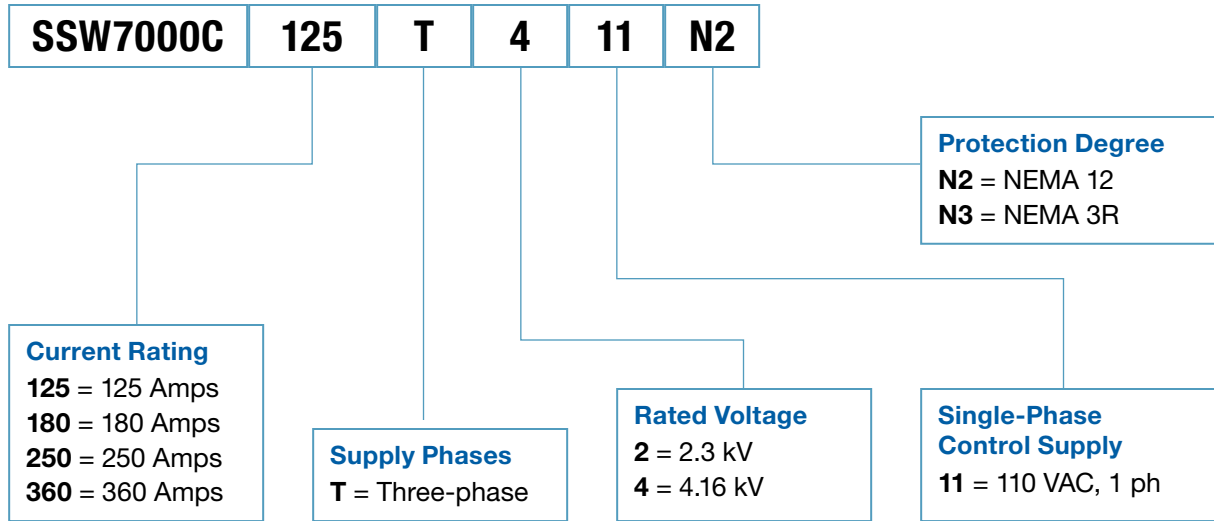 SSW7000C 125 T 4 11 N2
Protection Degree
N2 = NEMA 12
N3 = NEMA 3R
Current Rating
125 = 125 Amps
180 = 180 Amps
250 = 250 Amps
360 = 360 Amps
Supply Phases
T = Three-phase
Rated Voltage
2 = 2.3 kV
4 = 4.16 kV
Single-Phase
Control Supply
11 = 110 VAC, 1 ph